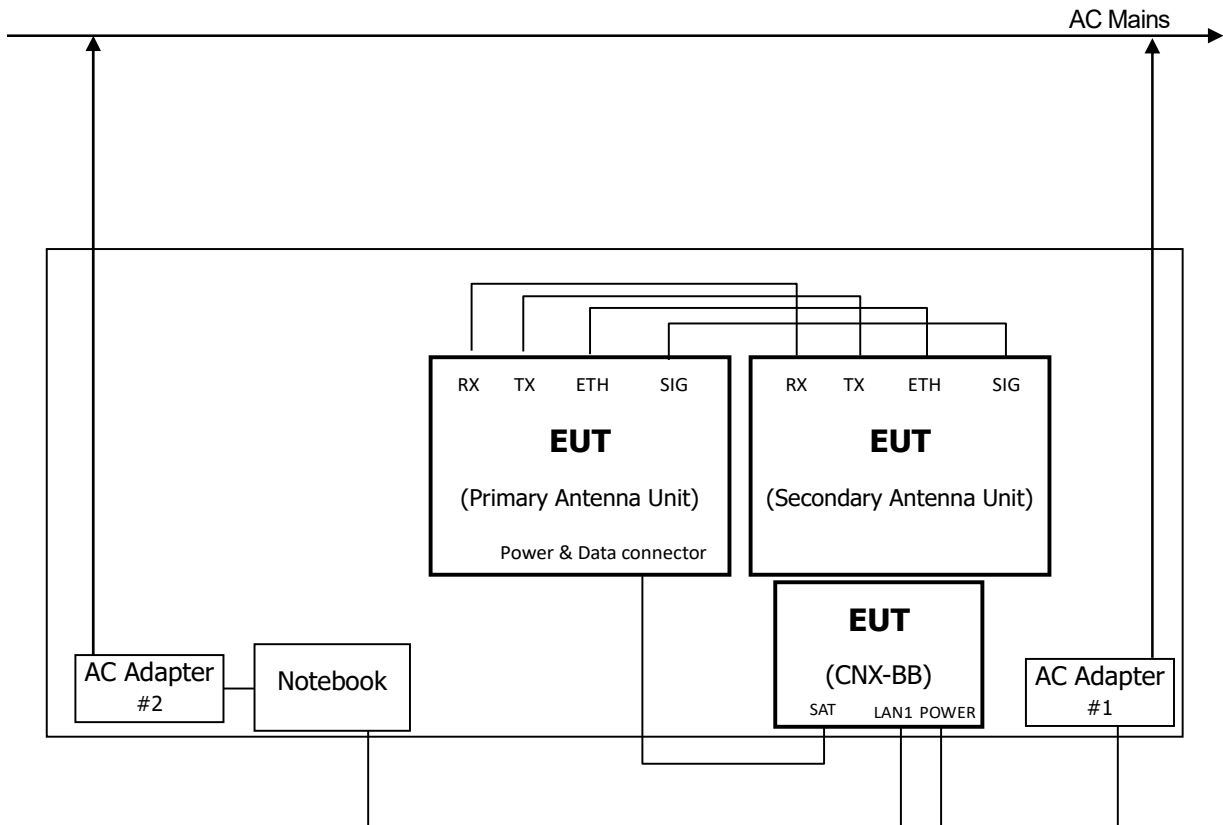 AC Mains
RX TX ETH SIG
EUT
(Primary Antenna Unit)
Power & Data connector
RX TX ETH SIG
EUT
(Secondary Antenna Unit)
EUT
(CNX-BB)
SAT LAN1 POWER
AC Adapter
#2
Notebook
AC Adapter
#1